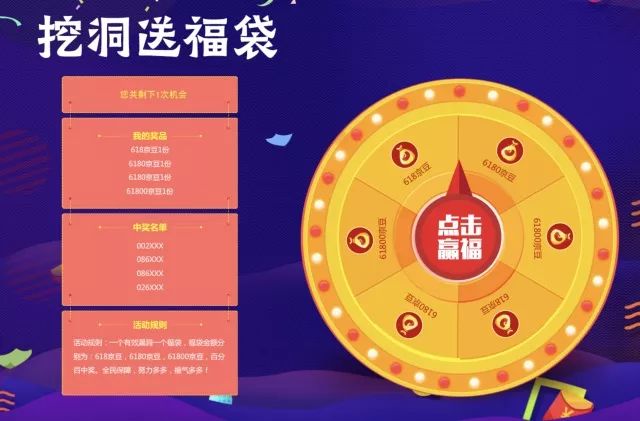 挖洞送福袋
您共剩下1次机会
我的奖品
618京豆1份
6180京豆1份
6180京豆1份
61800京豆1份
中奖名单
002XXX
086XXX
086XXX
026XXX
活动规则
活动规则：一个有效漏洞一个福袋，福袋金额分
别为：618京豆，6180京豆，61800京豆，百分
百中奖。全民保障，努力多多，福气多多！
618京豆
6180京豆
61800京豆
61800京豆
点击
赢福
6180京豆
618京豆